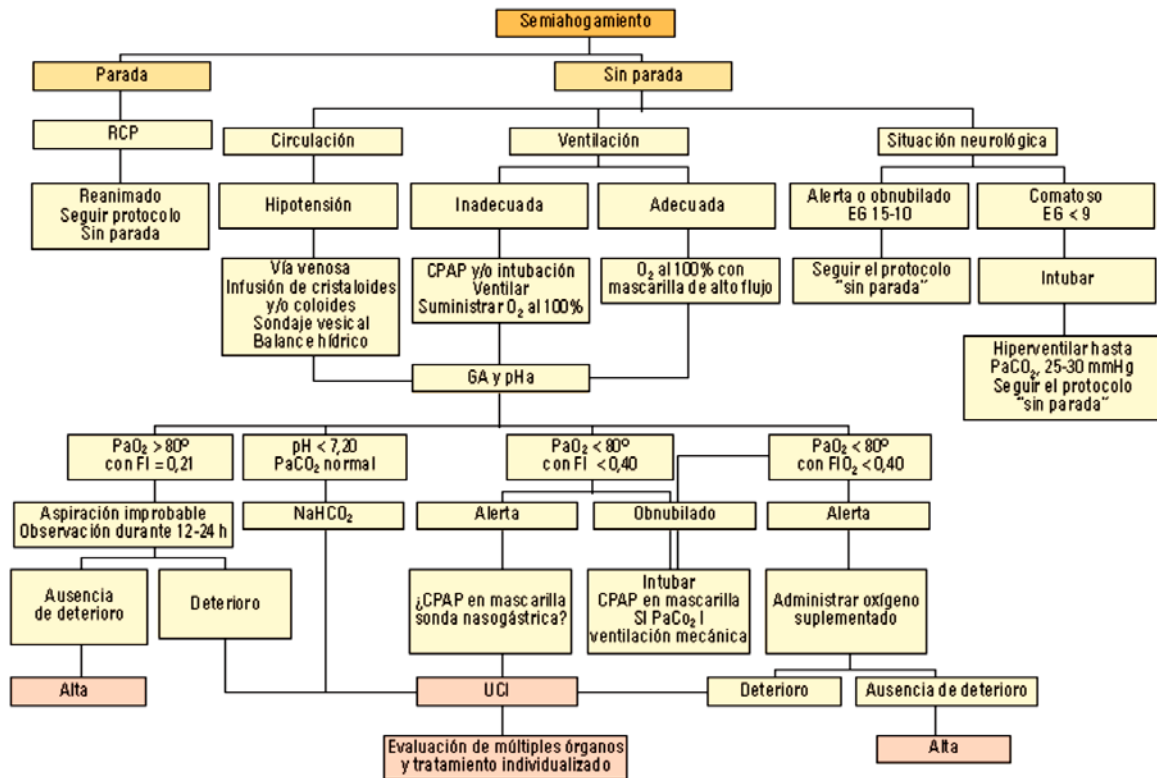 Semiahogamiento
Parada
Sin parada
RCP
Circulación
Ventilación
Situación neurológica
Reanimado
Seguir protocolo
Sin parada
Hipotensión
Inadecuada
Adecuada
Alerta o obnubilado
EG 15-10
Comatoso
EG < 9
Vía venosa
Infusión de cristaloides
y/o coloides
Sondaje vesical
Balance hídrico
CPAP y/o intubación
Ventilar
Suministrar O₂ al 100%
O₂ al 100% con
mascarilla de alto flujo
Seguir el protocolo
"sin parada"
Intubar
Hiperventilar hasta
PaCO₂, 25-30 mmHg
Seguir el protocolo
"sin parada"
GA y pHa
PaO₂ > 80º
con FI = 0,21
pH < 7,20
PaCO₂ normal
PaO₂ < 80º
con FI < 0,40
PaO₂ < 80º
con FIO₂ < 0,40
Aspiración improbable
Observación durante 12-24 h
NaHCO₂
Alerta
Obnubilado
Alerta
Ausencia
de deterioro
Deterioro
¿CPAP en mascarilla
sonda nasogástrica?
Intubar
CPAP en mascarilla
SI PaCo₂ l
ventilación mecánica
Administrar oxígeno
suplementado
Alta
UCI
Deterioro
Ausencia de deterioro
Evaluación de múltiples órganos
y tratamiento individualizado
Alta